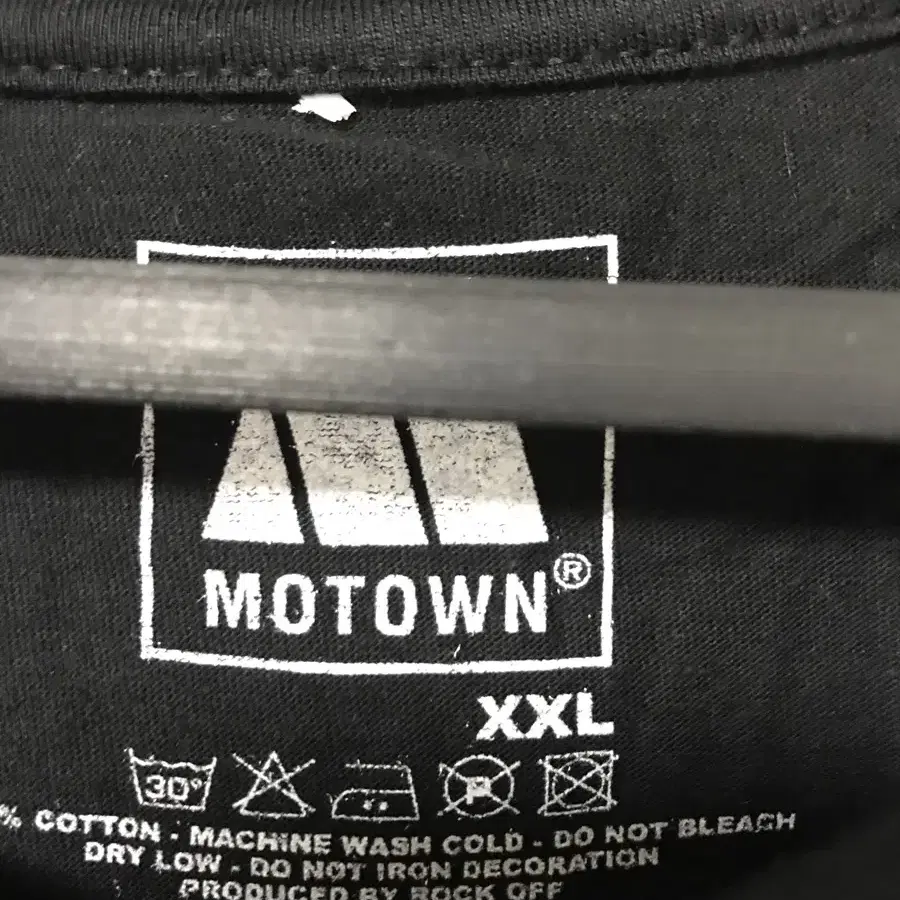 MOTOWN®
XXL
30°
P
% COTTON - MACHINE WASH COLD - DO NOT BLEACH
DRY LOW - DO NOT IRON DECORATION
PRODUCED BY ROCK OFF